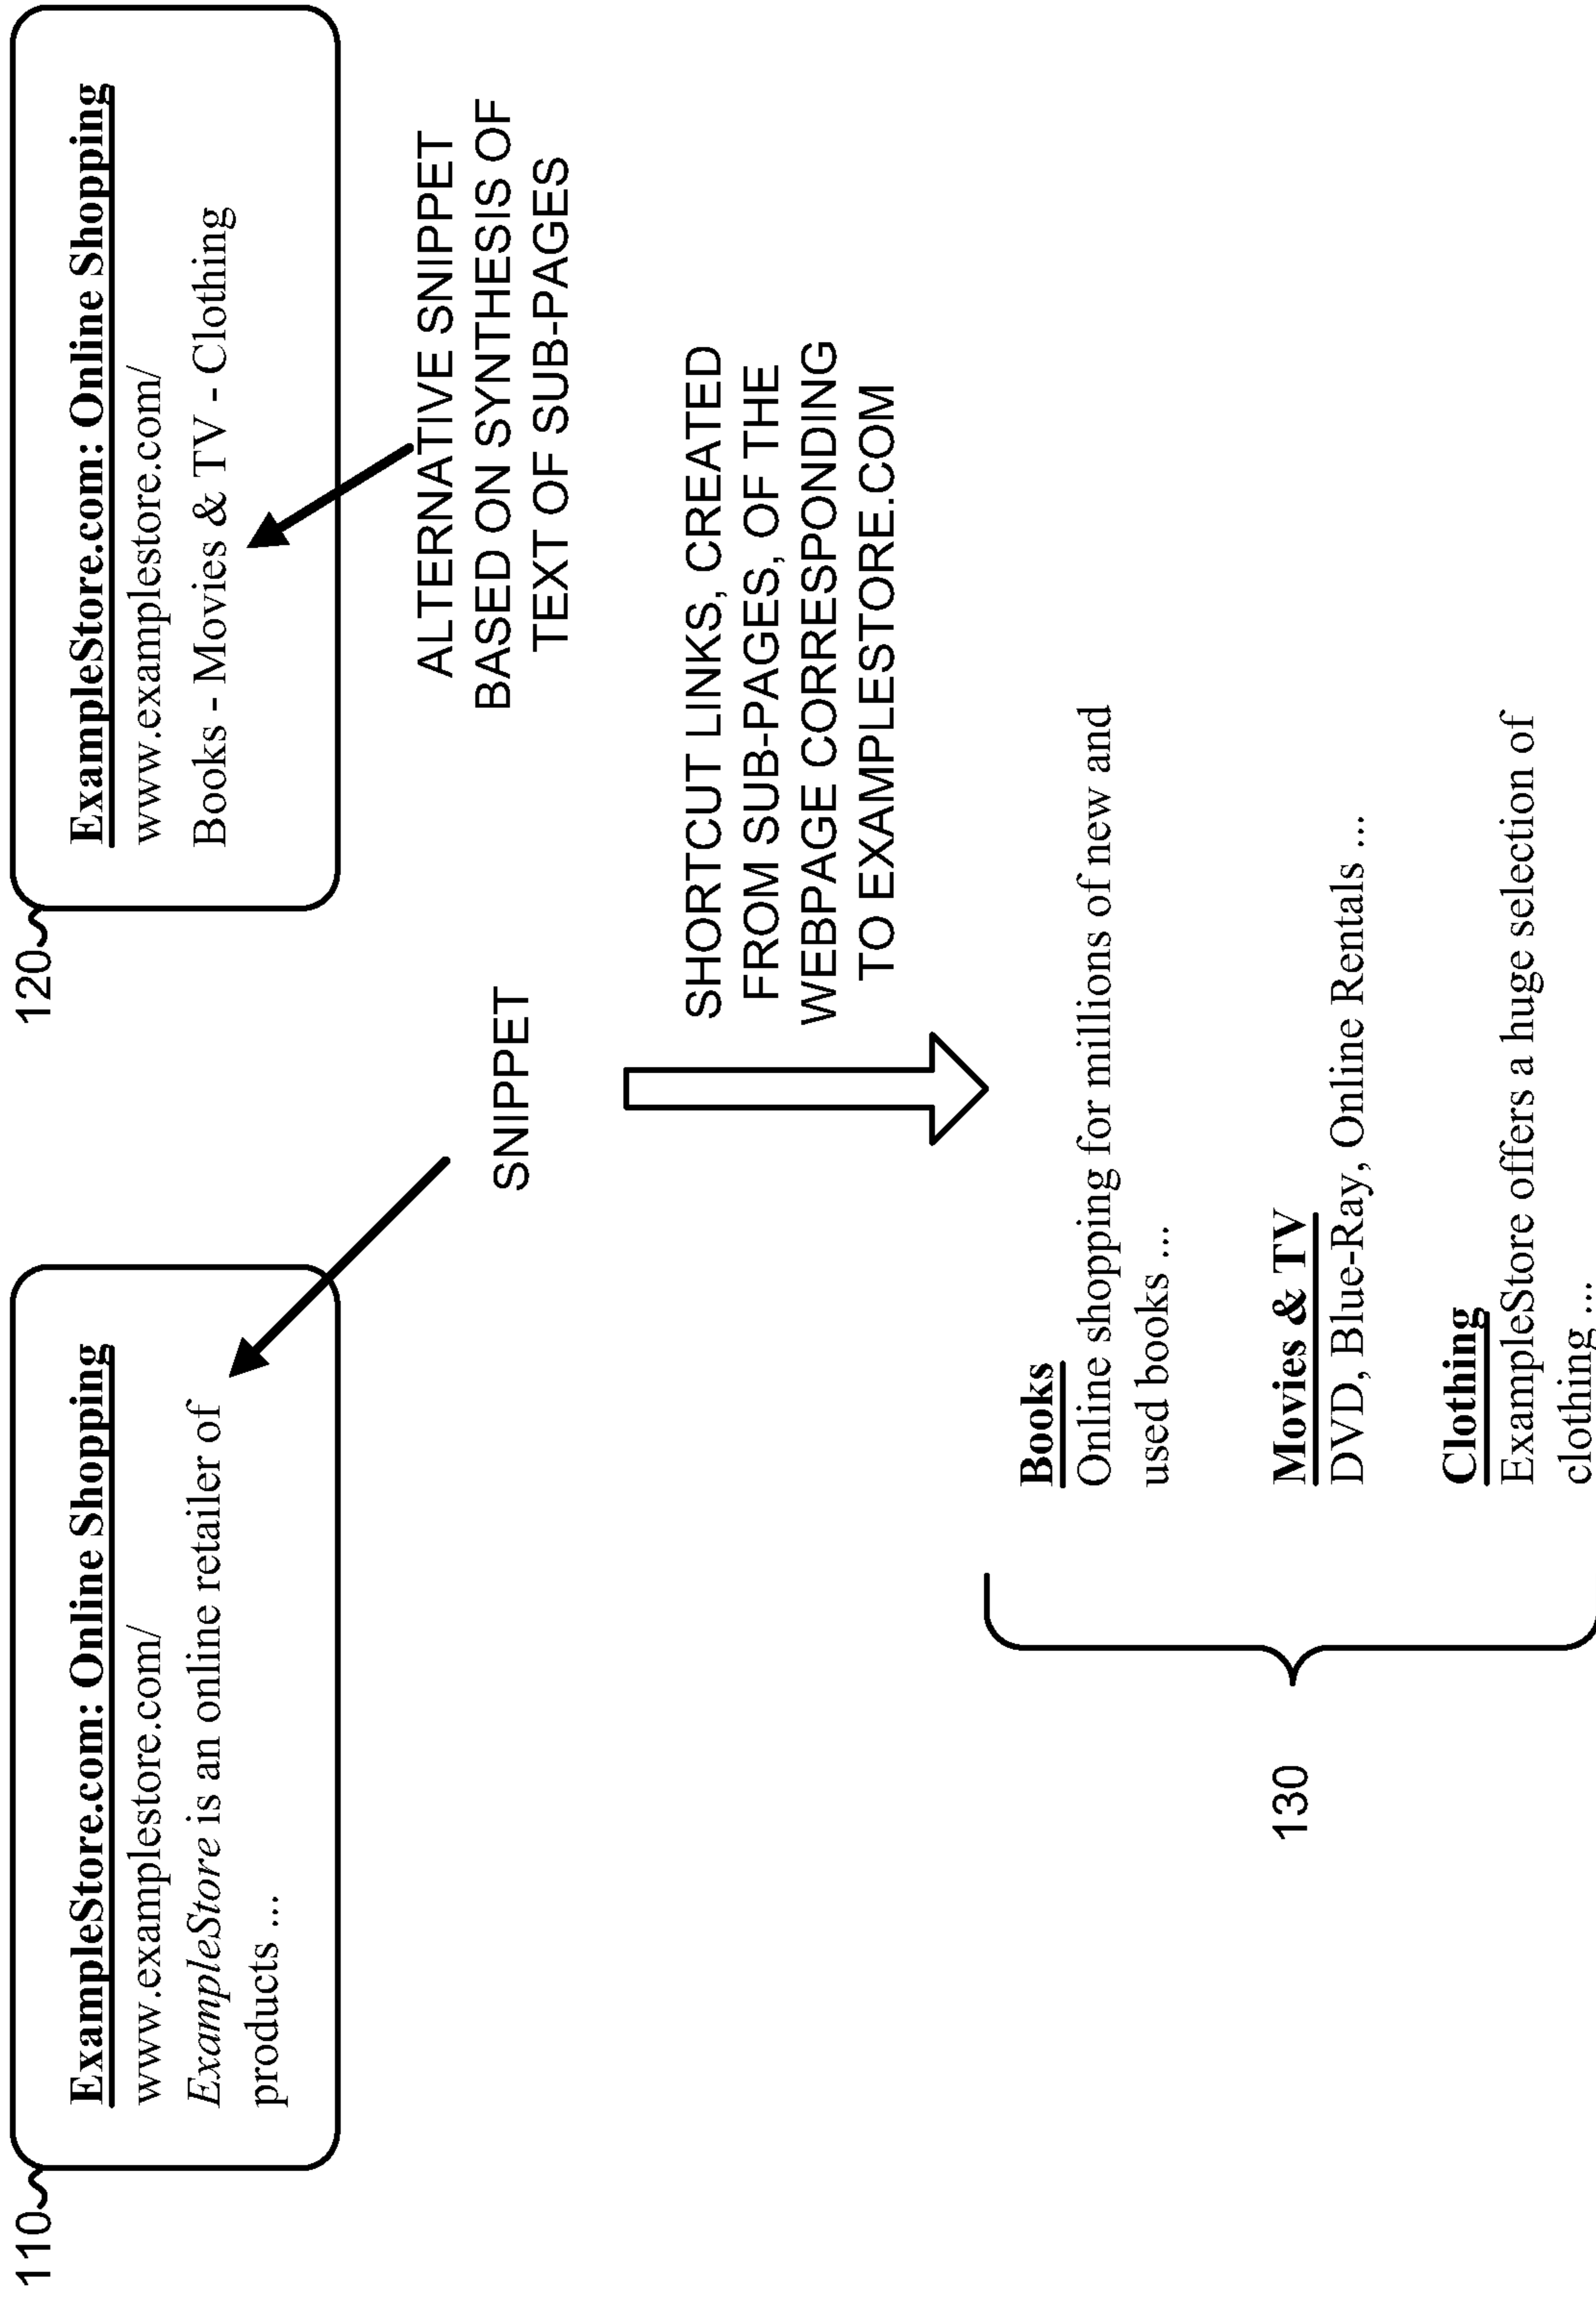 110
ExampleStore.com: Online Shopping
www.examplestore.com/
ExampleStore is an online retailer of
products ...
120
ExampleStore.com: Online Shopping
www.examplestore.com/
Books - Movies & TV - Clothing
SNIPPET
ALTERNATIVE SNIPPET
BASED ON SYNTHESIS OF
TEXT OF SUB-PAGES
SHORTCUT LINKS, CREATED
FROM SUB-PAGES, OF THE
WEBPAGE CORRESPONDING
TO EXAMPLESTORE.COM
130
Books
Online shopping for millions of new and
used books ...
Movies & TV
DVD, Blue-Ray, Online Rentals ...
Clothing
ExampleStore offers a huge selection of
clothing ...